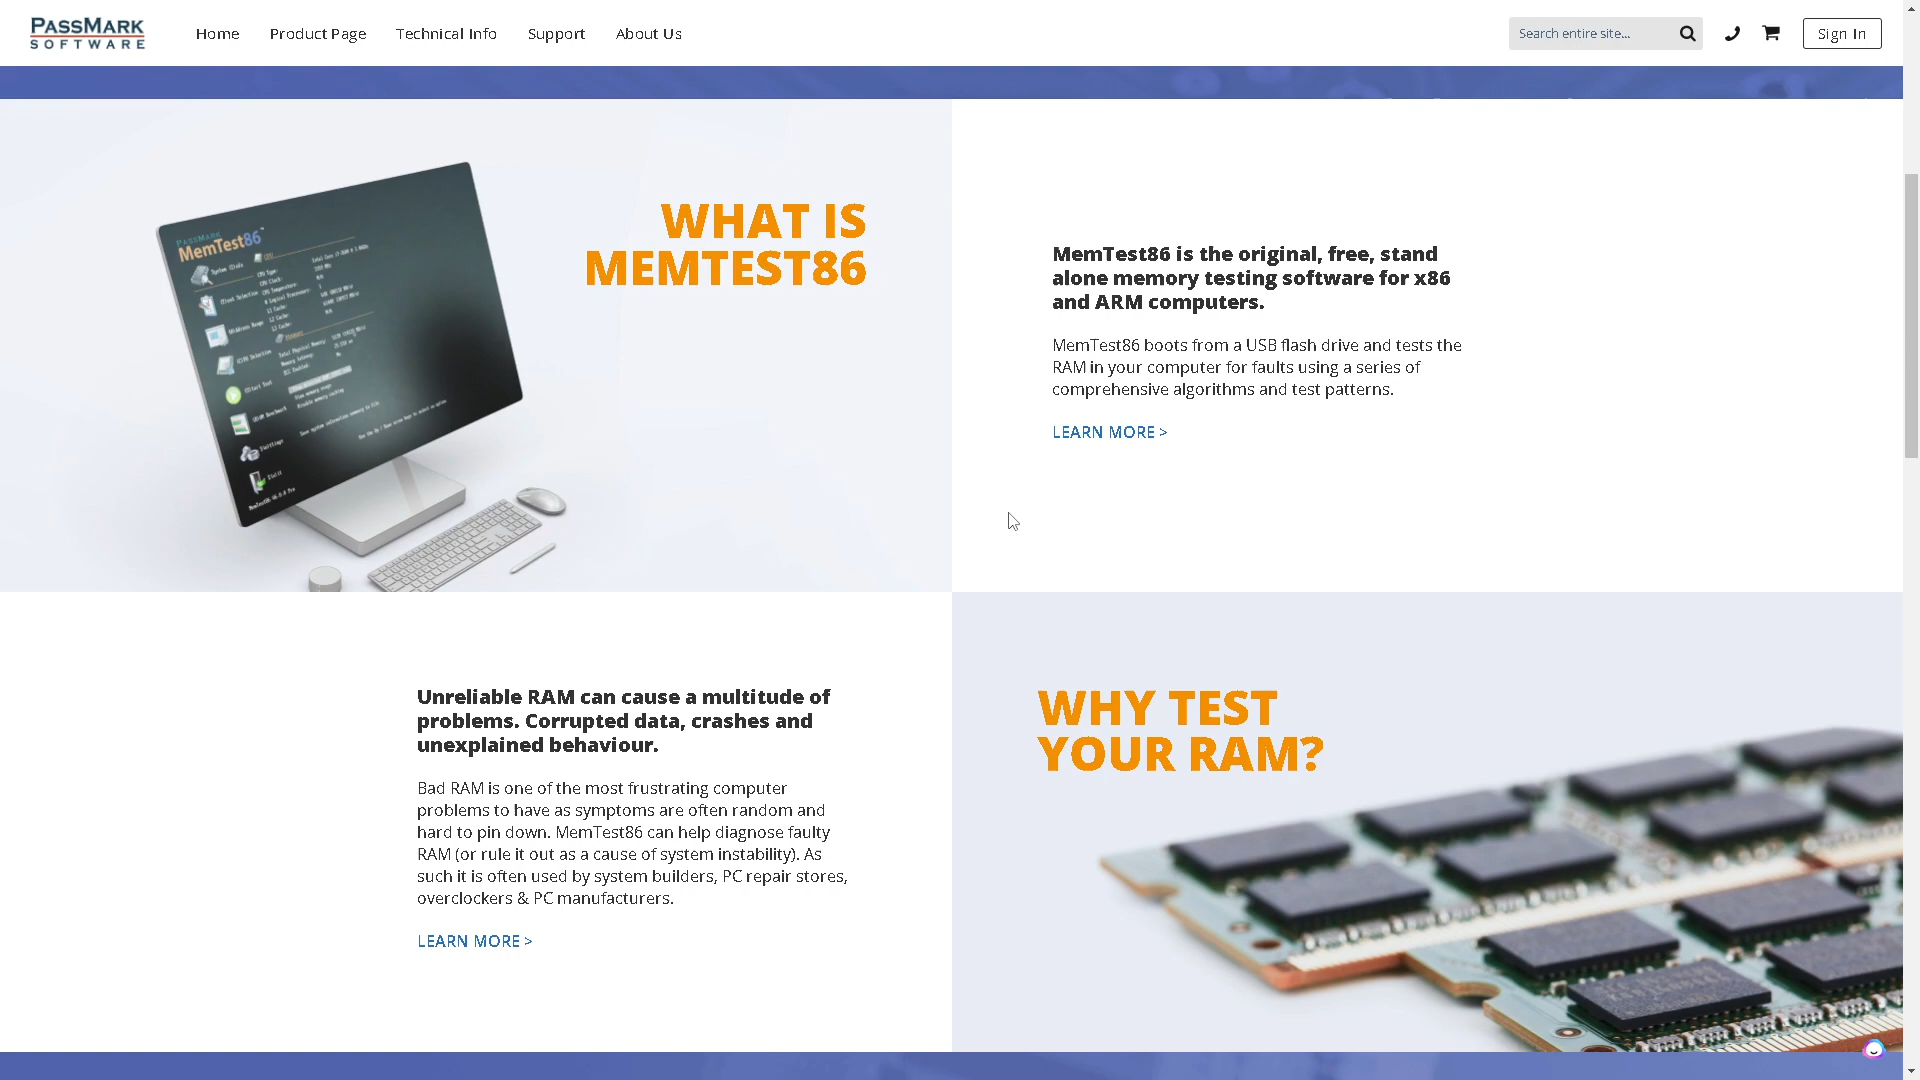 PASSMARK
SOFTWARE
Home
Product Page
Technical Info
Support
About Us
Search entire site...
Sign In
PASSMARK
MemTest86
WHAT IS
MEMTEST86
MemTest86 is the original, free, stand
alone memory testing software for x86
and ARM computers.
MemTest86 boots from a USB flash drive and tests the
RAM in your computer for faults using a series of
comprehensive algorithms and test patterns.
LEARN MORE >
Unreliable RAM can cause a multitude of
problems. Corrupted data, crashes and
unexplained behaviour.
Bad RAM is one of the most frustrating computer
problems to have as symptoms are often random and
hard to pin down. MemTest86 can help diagnose faulty
RAM (or rule it out as a cause of system instability). As
such it is often used by system builders, PC repair stores,
overclockers & PC manufacturers.
LEARN MORE >
WHY TEST
YOUR RAM?